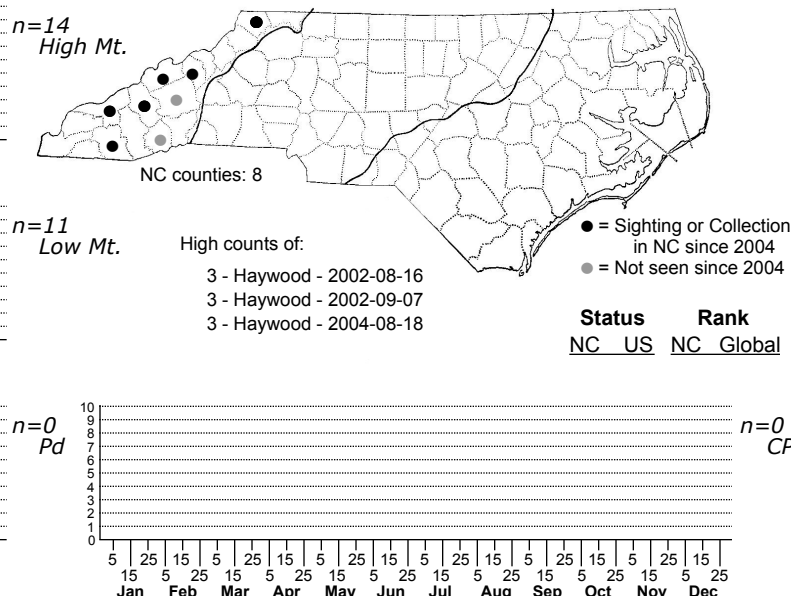 n=14
High Mt.
NC counties: 8
n=11
Low Mt.
High counts of:
3 - Haywood - 2002-08-16
3 - Haywood - 2002-09-07
3 - Haywood - 2004-08-18
● = Sighting or Collection
in NC since 2004
● = Not seen since 2004
Status Rank
NC US NC Global
n=0
Pd
10
9
8
7
6
5
4
3
2
1
0
n=0
CP
5 25 15 5 25 15 5 25 15 5 25 15 5 25 15 5 25 15
15 5 25 15 5 25 15 5 25 15 5 25 15 5 25 15 5 25
Jan Feb Mar Apr May Jun Jul Aug Sep Oct Nov Dec